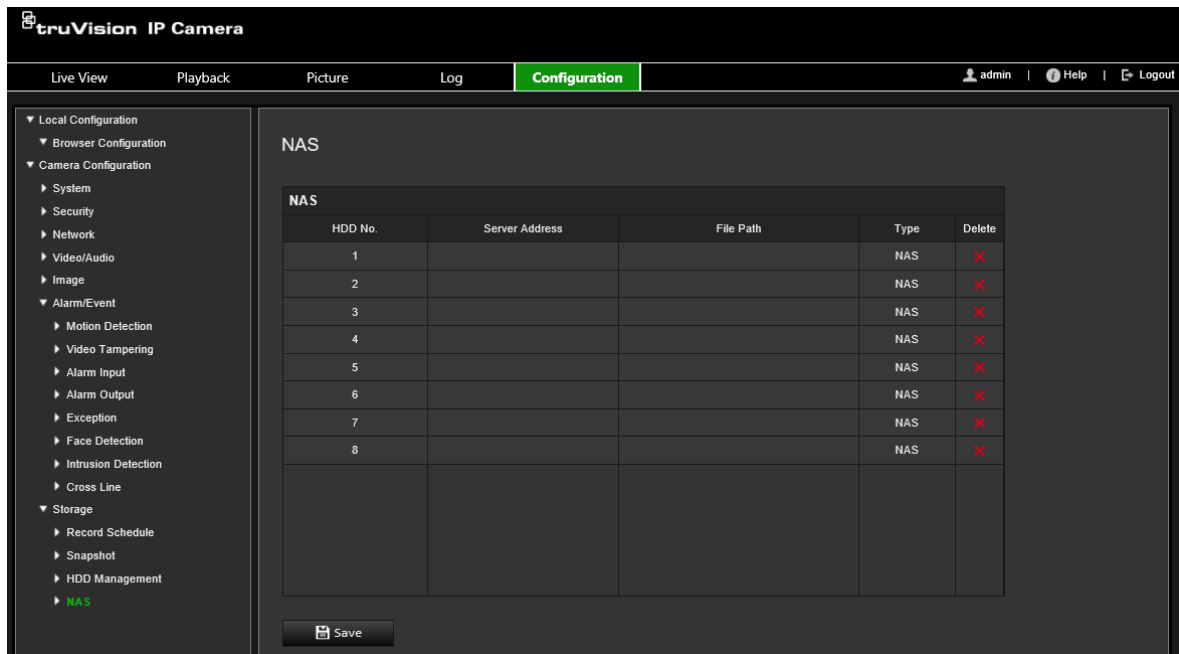 truVision IP Camera
Live View Playback Picture Log Configuration admin | Help | Logout
Local Configuration
Browser Configuration
Camera Configuration
System
Security
Network
Video/Audio
Image
Alarm/Event
Motion Detection
Video Tampering
Alarm Input
Alarm Output
Exception
Face Detection
Intrusion Detection
Cross Line
Storage
Record Schedule
Snapshot
HDD Management
NAS
NAS
NAS
HDD No. Server Address File Path Type Delete
1 NAS
2 NAS
3 NAS
4 NAS
5 NAS
6 NAS
7 NAS
8 NAS
Save